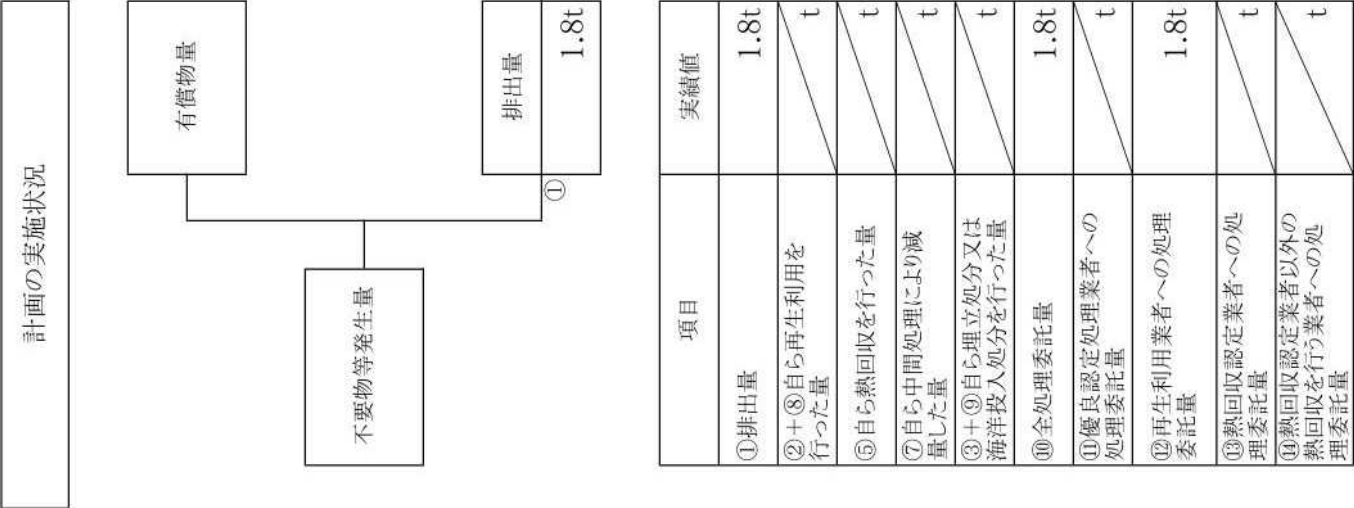 計画の実施状況
有償物量
不要物等発生量
①
排出量
1.8t
項目
実績値
①排出量
1.8t
②+⑧自ら再生利用を
行った量
t
⑤自ら熱回収を行った量
t
⑦自ら中間処理により減
量した量
t
③+⑨自ら埋立処分又は
海洋投入処分を行った量
t
⑩全処理委託量
1.8t
⑪優良認定処理業者への
処理委託量
t
⑫再生利用業者への処理
委託量
1.8t
⑬熱回収認定業者への処
理委託量
t
⑭熱回収認定業者以外の
熱回収を行う業者への処
理委託量
t